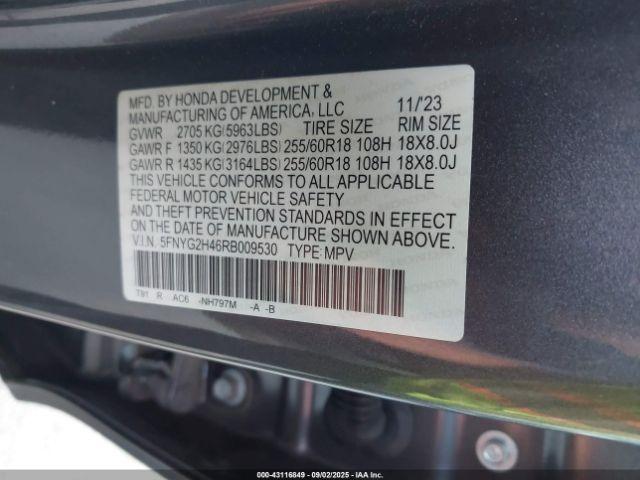 MFD. BY HONDA DEVELOPMENT &
MANUFACTURING OF AMERICA, LLC 11/'23
GVWR 2705 KG(5963LBS) TIRE SIZE RIM SIZE
GAWR F 1350 KG(2976LBS) 255/60R18 108H 18X8.0J
GAWR R 1435 KG(3164LBS) 255/60R18 108H 18X8.0J
THIS VEHICLE CONFORMS TO ALL APPLICABLE
FEDERAL MOTOR VEHICLE SAFETY
AND THEFT PREVENTION STANDARDS IN EFFECT
ON THE DATE OF MANUFACTURE SHOWN ABOVE.
V.I.N. 5FNYG2H46RB009530 TYPE: MPV
T91 R AC6 -NH797M -A -B
000-43116849 - 09/02/2025 - IAA Inc.